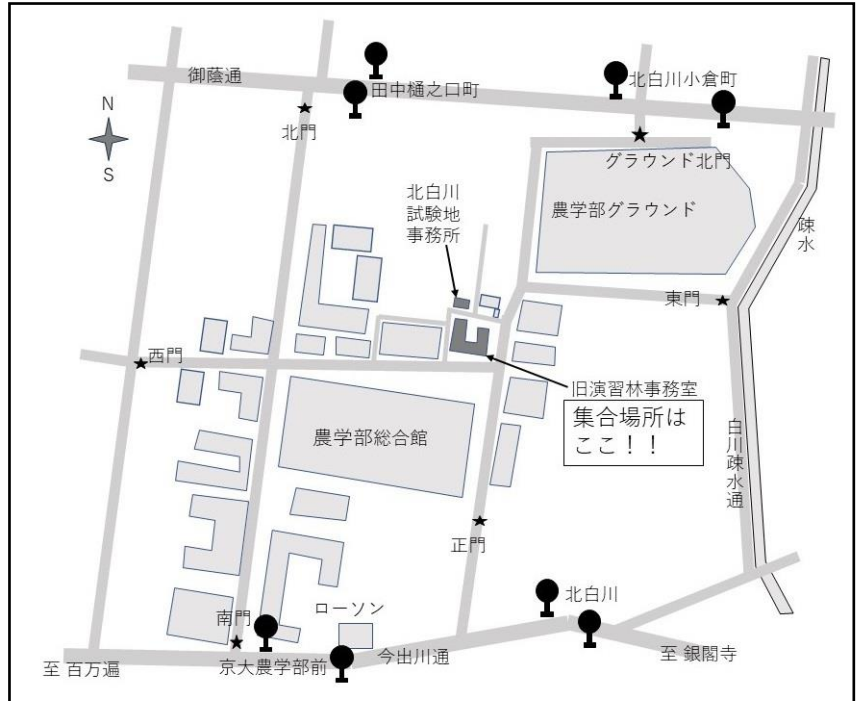 御蔭通
田中樋之口町
北白川小倉町
N
S
北門
グラウンド北門
北白川
試験地
事務所
農学部グラウンド
疎水
東門
西門
旧演習林事務室
集合場所は
ここ！！
農学部総合館
白川疎水通
正門
北白川
ローソン
南門
至 百万遍
京大農学部前
今出川通
至 銀閣寺